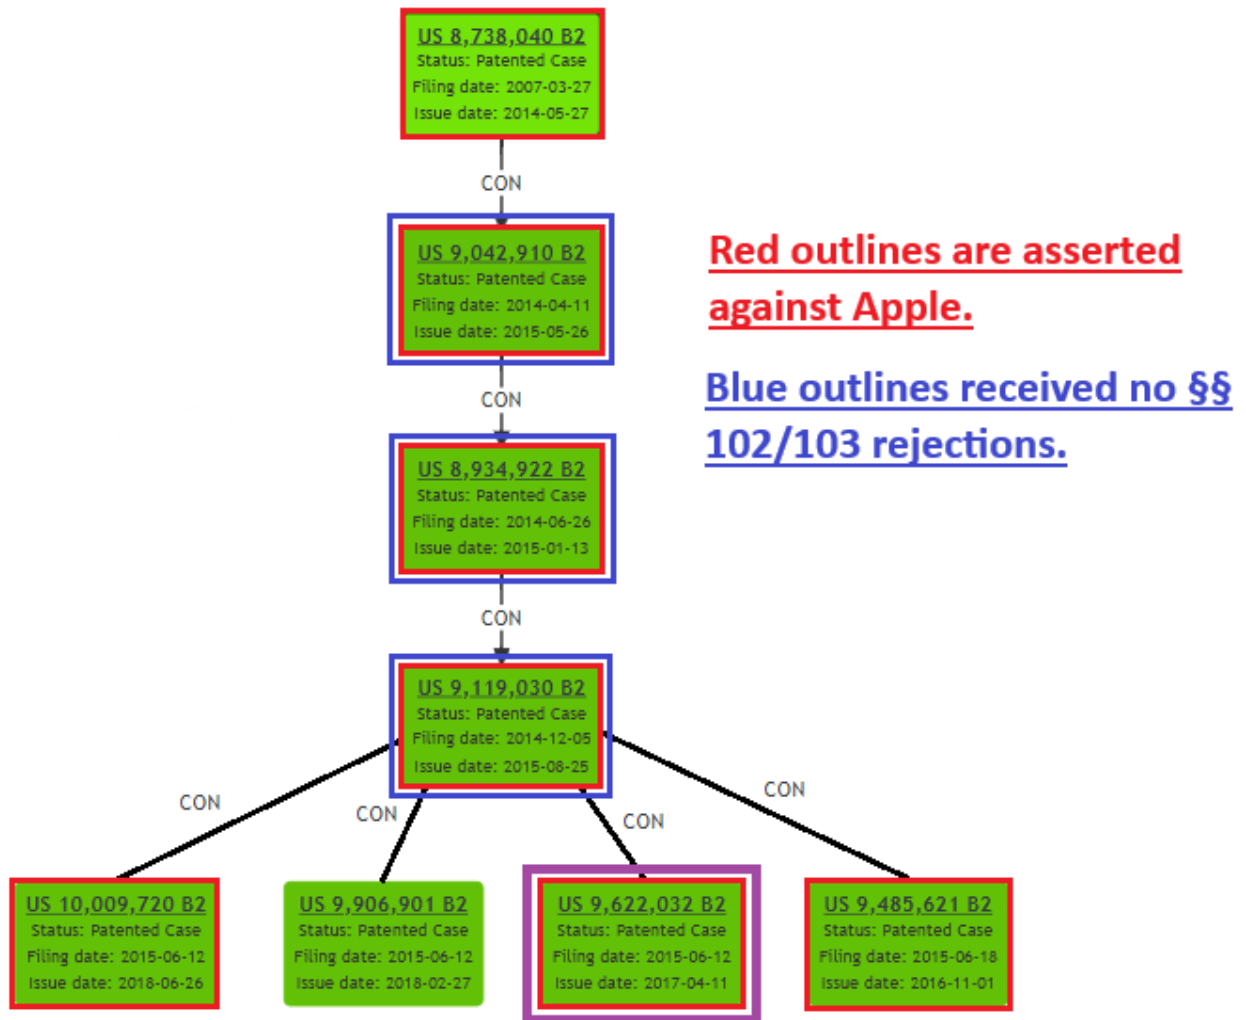 US 8,738,040 B2
Status: Patented Case
Filing date: 2007-03-27
Issue date: 2014-05-27
CON
US 9,042,910 B2
Status: Patented Case
Filing date: 2014-04-11
Issue date: 2015-05-26
Red outlines are asserted
against Apple.
Blue outlines received no §§
102/103 rejections.
CON
US 8,934,922 B2
Status: Patented Case
Filing date: 2014-06-26
Issue date: 2015-01-13
CON
US 9,119,030 B2
Status: Patented Case
Filing date: 2014-12-05
Issue date: 2015-08-25
CON
CON
CON
CON
US 10,009,720 B2
Status: Patented Case
Filing date: 2015-06-12
Issue date: 2018-06-26
US 9,906,901 B2
Status: Patented Case
Filing date: 2015-06-12
Issue date: 2018-02-27
US 9,622,032 B2
Status: Patented Case
Filing date: 2015-06-12
Issue date: 2017-04-11
US 9,485,621 B2
Status: Patented Case
Filing date: 2015-06-18
Issue date: 2016-11-01